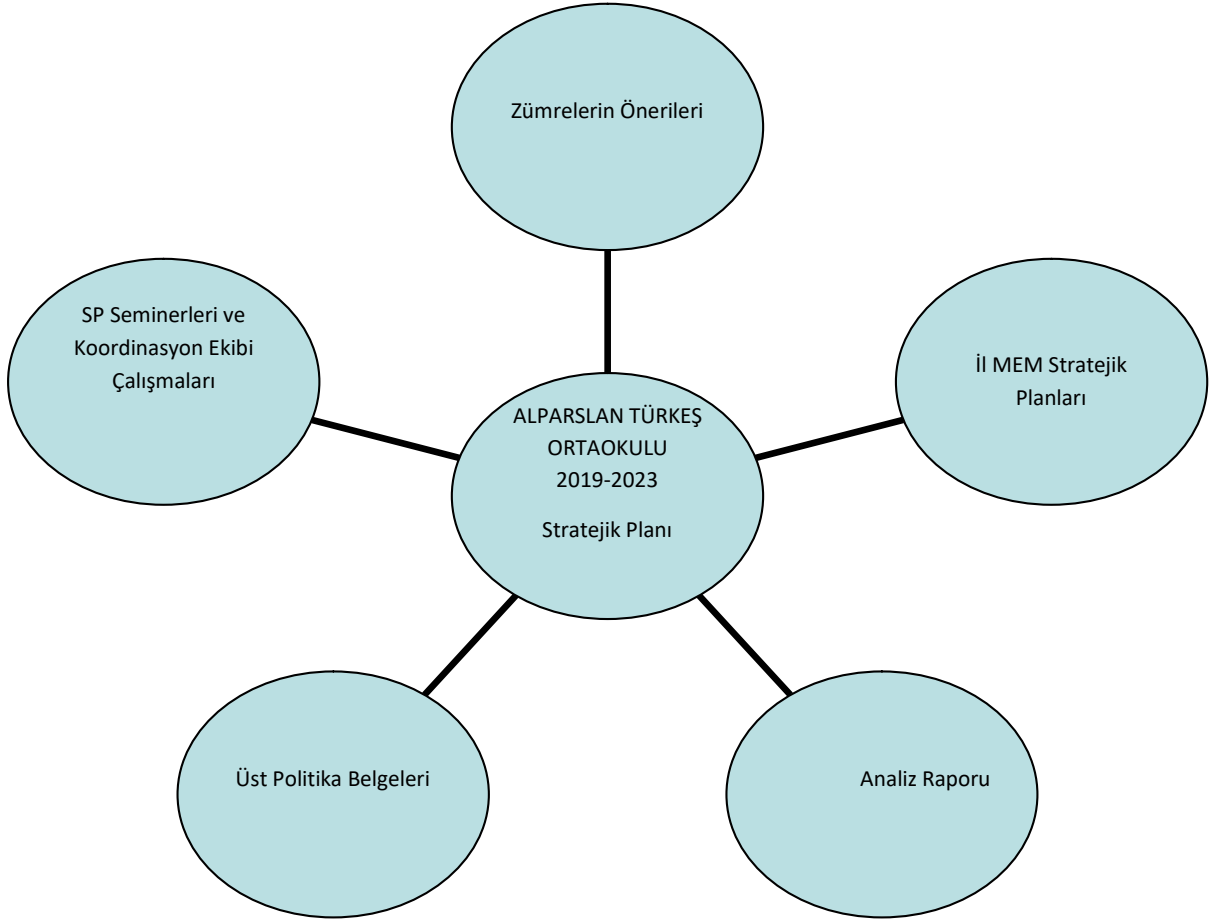 Zümrelerin Önerileri
SP Seminerleri ve
Koordinasyon Ekibi
Çalışmaları
İl MEM Stratejik
Planları
ALPARSLAN TÜRKEŞ
ORTAOKULU
2019-2023
Stratejik Planı
Üst Politika Belgeleri
Analiz Raporu